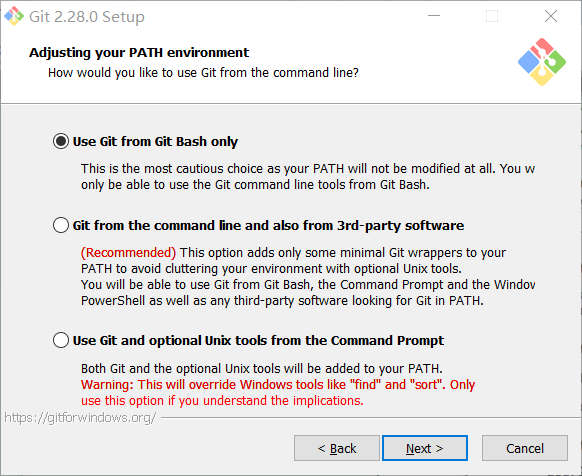 Git 2.28.0 Setup
Adjusting your PATH environment
How would you like to use Git from the command line?
Use Git from Git Bash only
This is the most cautious choice as your PATH will not be modified at all. You w
only be able to use the Git command line tools from Git Bash.
Git from the command line and also from 3rd-party software
(Recommended) This option adds only some minimal Git wrappers to your
PATH to avoid cluttering your environment with optional Unix tools.
You will be able to use Git from Git Bash, the Command Prompt and the Window
PowerShell as well as any third-party software looking for Git in PATH.
Use Git and optional Unix tools from the Command Prompt
Both Git and the optional Unix tools will be added to your PATH.
Warning: This will override Windows tools like "find" and "sort". Only
use this option if you understand the implications.
https://gitforwindows.org/
< Back Next > Cancel